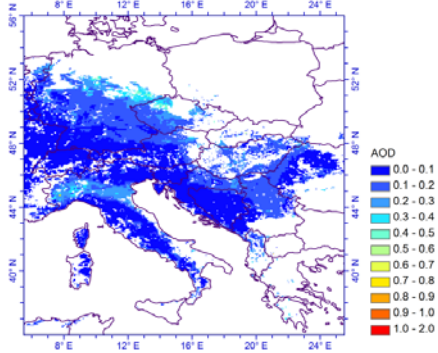 8° E 12° E 16° E 20° E 24° E
56° N
52° N
48° N
44° N
40° N
52° N
48° N
44° N
40° N
8° E 12° E 16° E 20° E 24° E
AOD
0.0 - 0.1
0.1 - 0.2
0.2 - 0.3
0.3 - 0.4
0.4 - 0.5
0.5 - 0.6
0.6 - 0.7
0.7 - 0.8
0.8 - 0.9
0.9 - 1.0
1.0 - 2.0